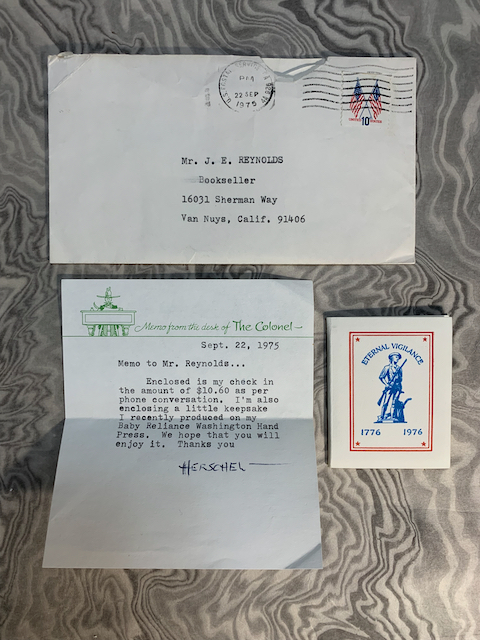 PM
22 SEP
1975
10c
Mr. J. E. REYNOLDS
Bookseller
16031 Sherman Way
Van Nuys, Calif. 91406
Memo from the desk of The Colonel
Sept. 22, 1975
Memo to Mr. Reynolds...
Enclosed is my check in
the amount of $10.60 as per
phone conversation. I'm also
enclosing a little keepsake
I recently produced on my
Baby Reliance Washington Hand
Press. We hope that you will
enjoy it. Thank you
HERSCHEL
ETERNAL VIGILANCE
1776 1976